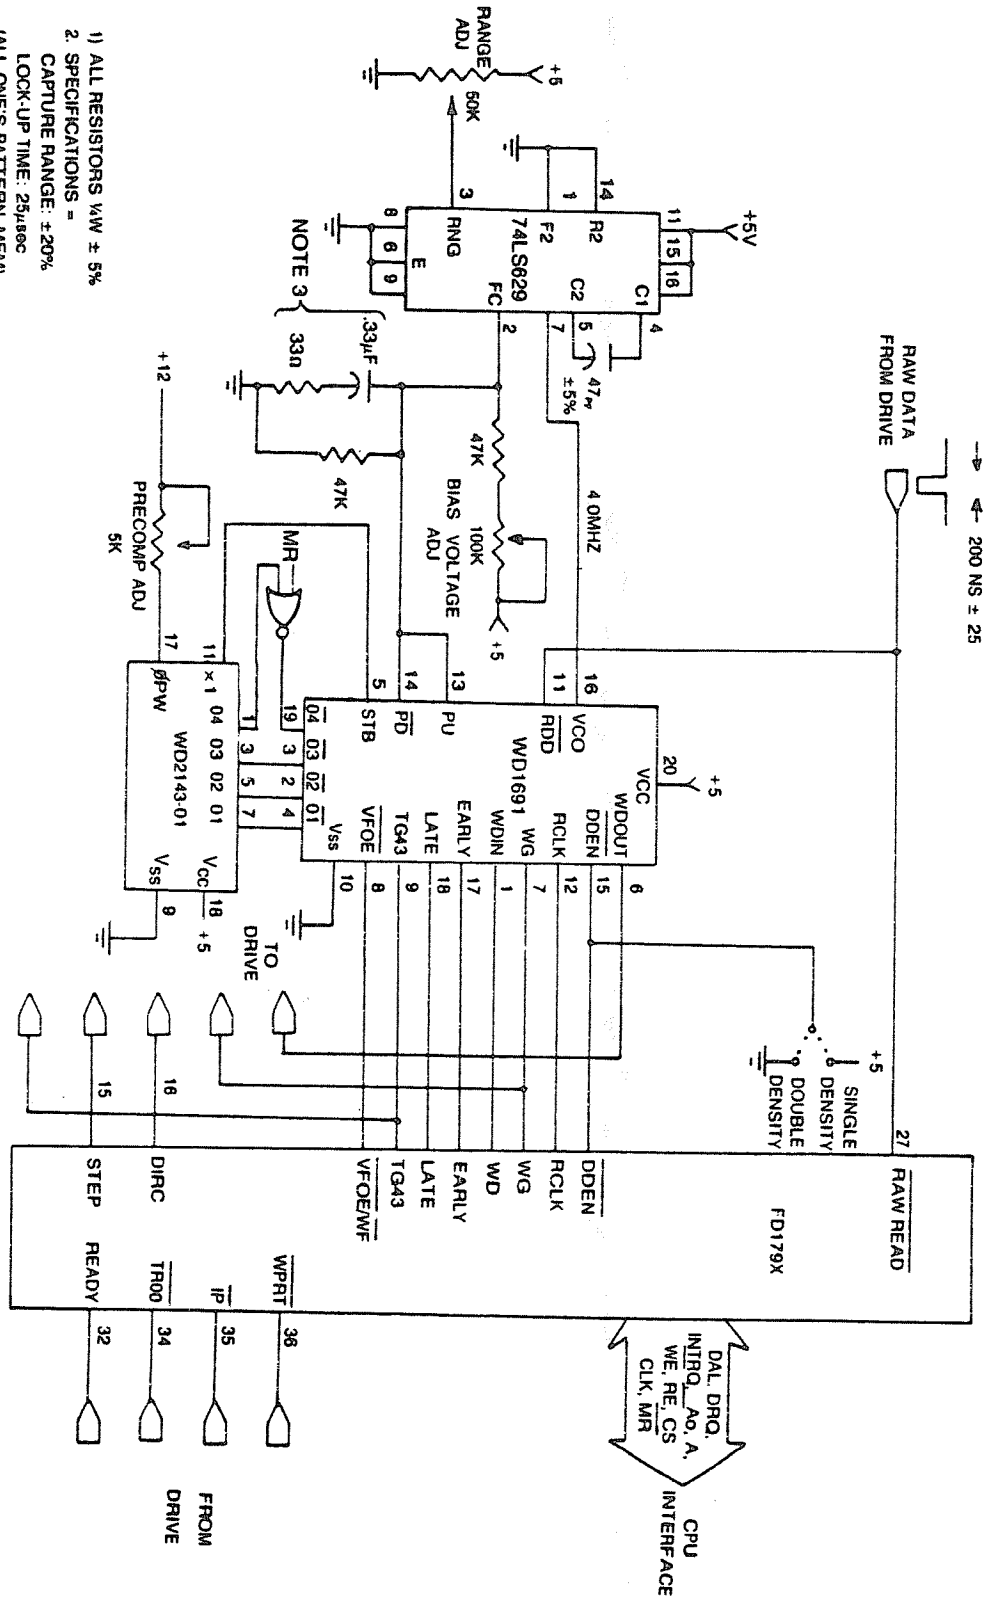 RAW DATA
FROM DRIVE
200 NS ± 25
+5V
11
15
16
C1
4
C2
5
7
47
±5%
R2
14
F2
1
74LS629
RNG
3
FC
2
E
8
6
9
+5
RANGE
ADJ
50K
NOTE 3
.33µF
33Ω
47K
47K
100K
BIAS VOLTAGE
ADJ
+5
4 0MHZ
+12
PRECOMP ADJ
5K
17
MR
ØPW
11
x 1
04
03
02
01
1
3
5
7
WD2143-01
VCC
18
+5
VSS
9
16
VCO
11
RDD
13
PU
14
PD
5
STB
19
04
3
03
2
02
4
01
WD1691
20
VCC
+5
WDOUT
6
DDEN
15
RCLK
12
WG
7
WDIN
1
EARLY
17
LATE
18
TG43
9
VFOE
8
Vss
10
+5
SINGLE
DENSITY
DOUBLE
DENSITY
TO
DRIVE
15
16
27
RAW READ
FD179X
DDEN
RCLK
WG
WD
EARLY
LATE
TG43
VFOE/WF
DIRC
STEP
WPRT
36
IP
35
TR00
34
READY
32
FROM
DRIVE
DAL, DRQ,
INTRQ, Ao, A,
WE, RE, CS
CLK, MR
CPU
INTERFACE
1) ALL RESISTORS ¼W ± 5%
2. SPECIFICATIONS =
CAPTURE RANGE: ±20%
LOCK-UP TIME: 25µsec
(ALL ONE'S PATTERN MFM)